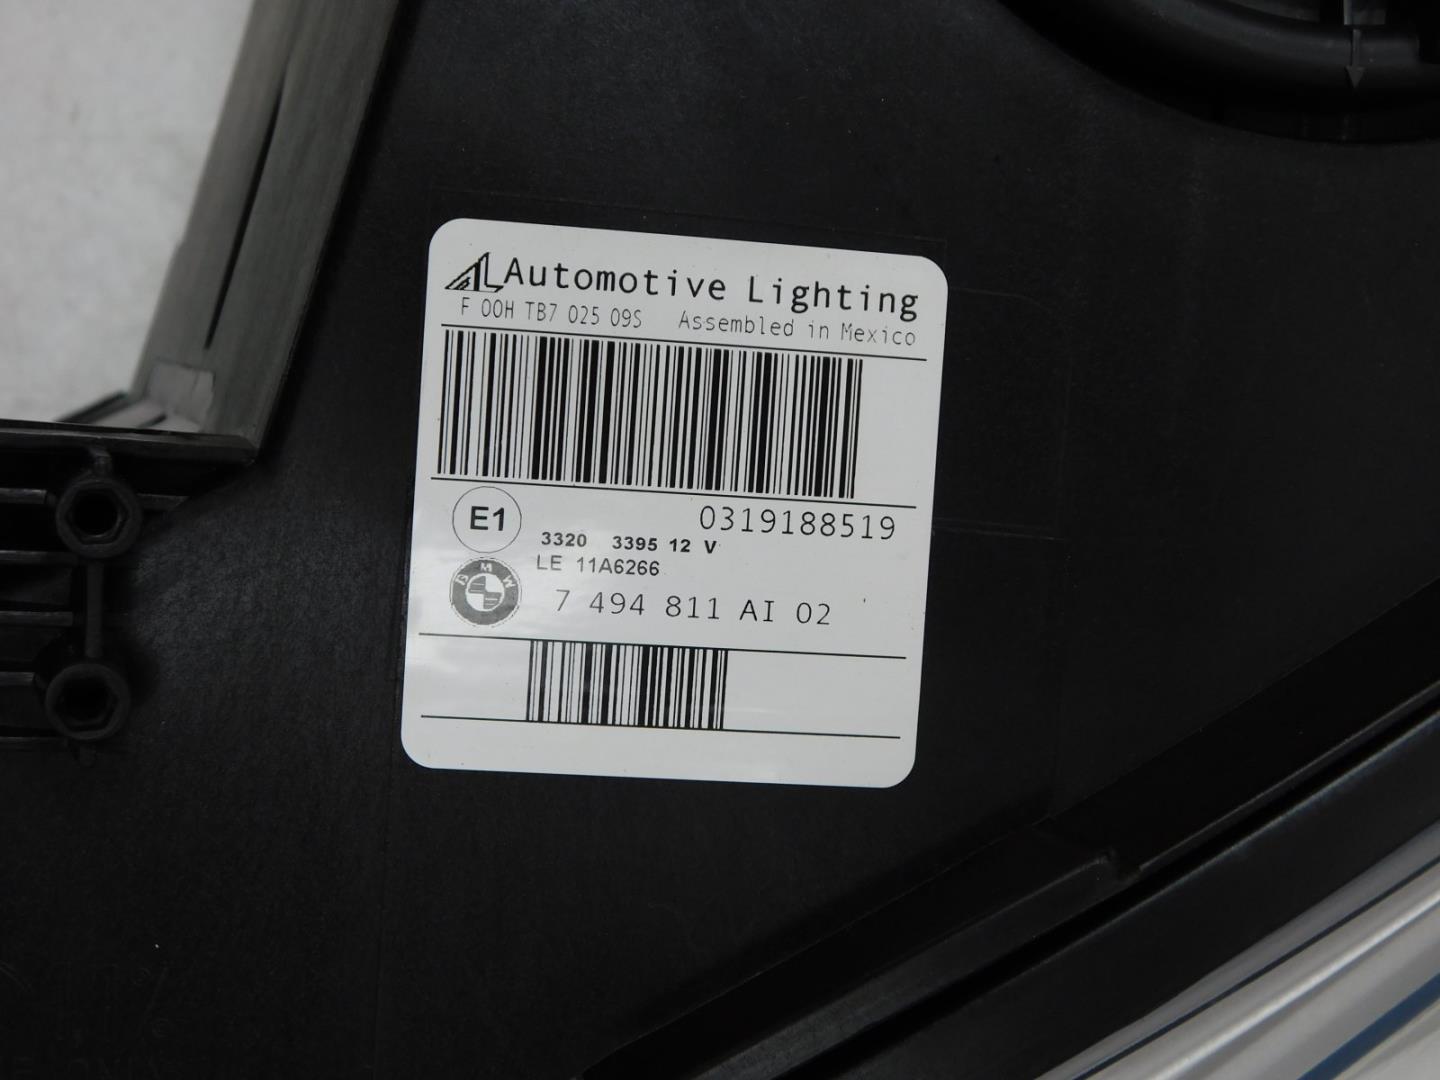 AL Automotive Lighting
F 00H TB7 025 09S Assembled in Mexico
0319188519
E1
3320 3395 12 V
LE 11A6266
BMW
7 494 811 AI 02